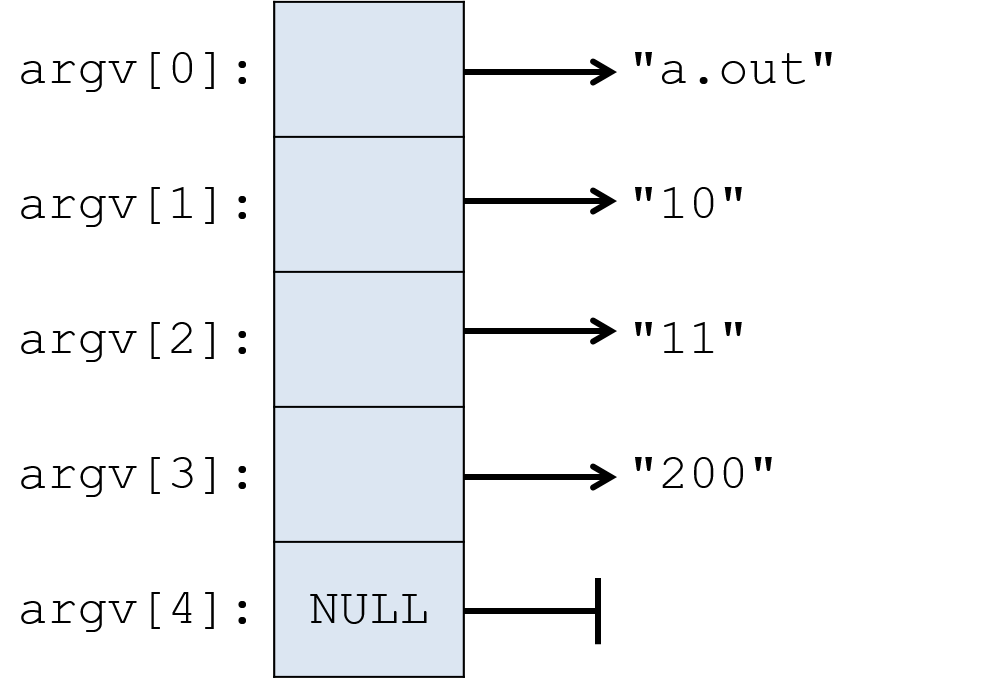 argv[0]: "a.out"
argv[1]: "10"
argv[2]: "11"
argv[3]: "200"
argv[4]: NULL